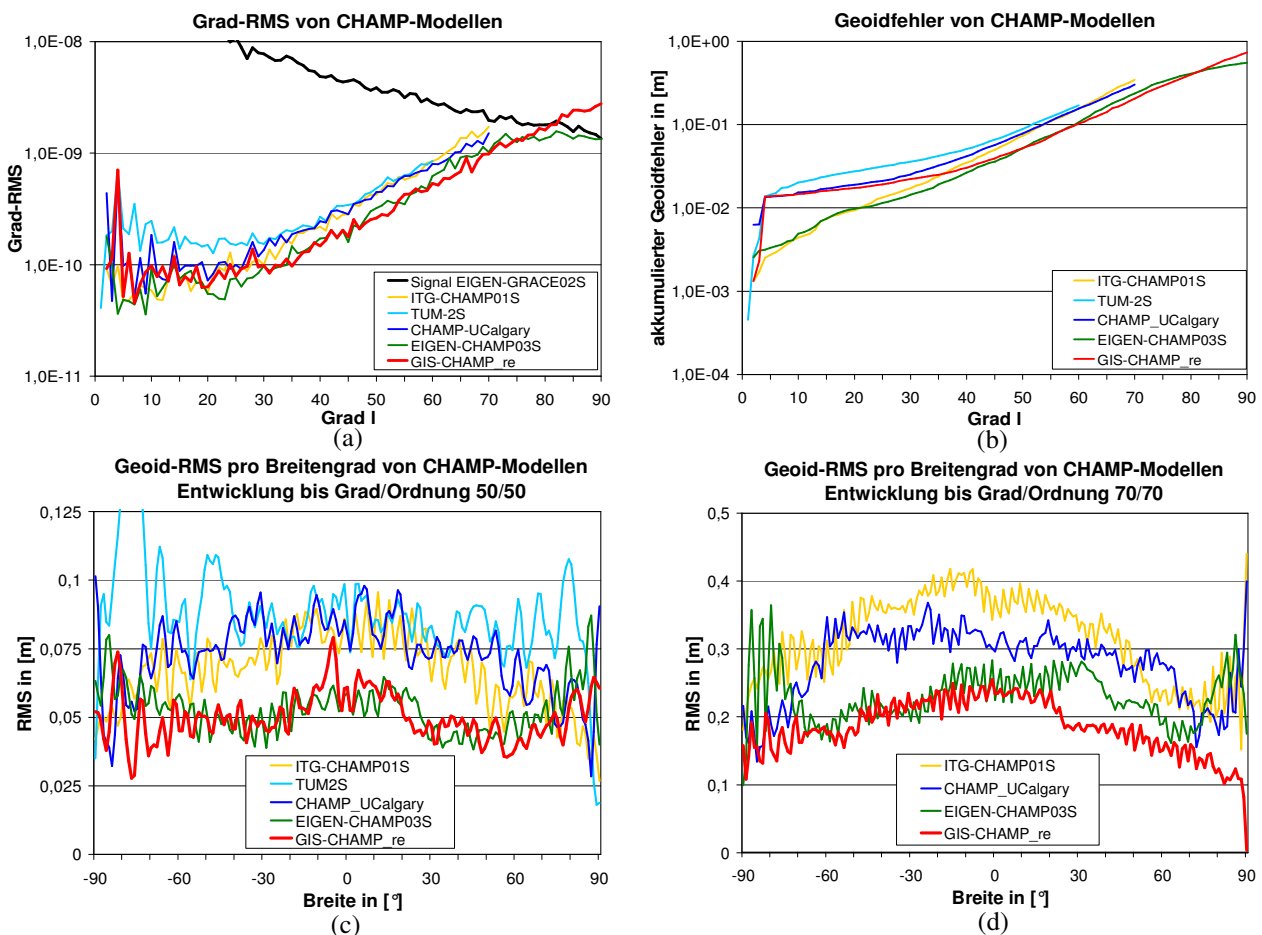 Grad-RMS von CHAMP-Modellen
1,0E-08
1,0E-09
1,0E-10
1,0E-11
Grad-RMS
Signal EIGEN-GRACE02S
ITG-CHAMP01S
TUM-2S
CHAMP-UCalgary
EIGEN-CHAMP03S
GIS-CHAMP_re
0 10 20 30 40 50 60 70 80 90
Grad l
(a)
Geoidfehler von CHAMP-Modellen
1,0E+00
1,0E-01
1,0E-02
1,0E-03
1,0E-04
akkumulierter Geoidfehler in [m]
ITG-CHAMP01S
TUM-2S
CHAMP_UCalgary
EIGEN-CHAMP03S
GIS-CHAMP_re
0 10 20 30 40 50 60 70 80 90
Grad l
(b)
Geoid-RMS pro Breitengrad von CHAMP-Modellen
Entwicklung bis Grad/Ordnung 50/50
0,125
0,1
0,075
0,05
0,025
0
RMS in [m]
ITG-CHAMP01S
TUM2S
CHAMP_UCalgary
EIGEN-CHAMP03S
GIS-CHAMP_re
-90 -60 -30 0 30 60 90
Breite in [°]
(c)
Geoid-RMS pro Breitengrad von CHAMP-Modellen
Entwicklung bis Grad/Ordnung 70/70
0,5
0,4
0,3
0,2
0,1
0
RMS in [m]
ITG-CHAMP01S
CHAMP_UCalgary
EIGEN-CHAMP03S
GIS-CHAMP_re
-90 -60 -30 0 30 60 90
Breite in [°]
(d)